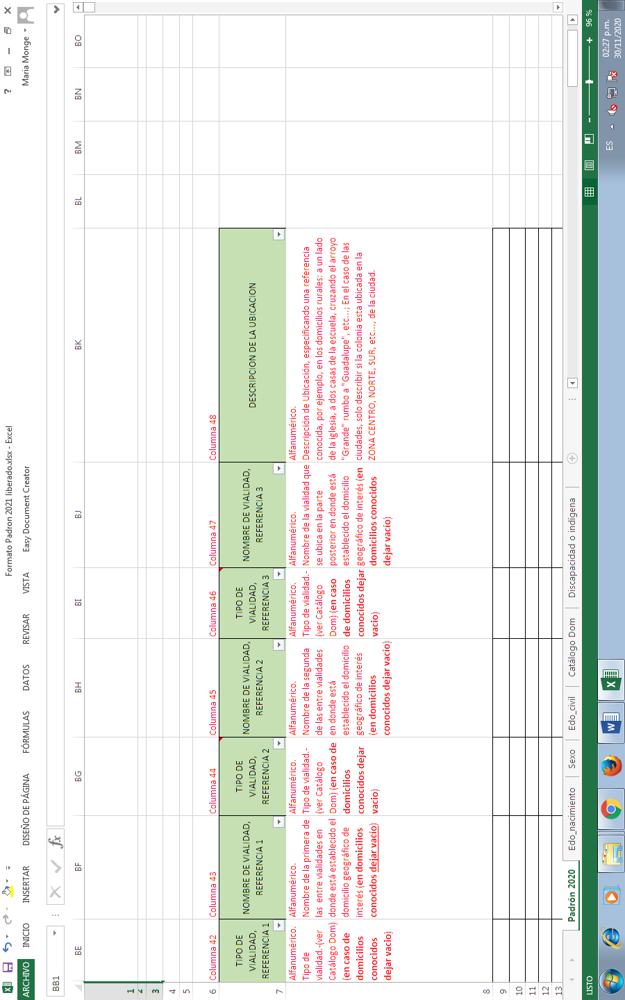 Formato Padron 2021 liberado.xlsx - Excel
ARCHIVO
INICIO
INSERTAR
DISEÑO DE PÁGINA
FÓRMULAS
DATOS
REVISAR
VISTA
Easy Document Creator
Maria Monge
BB1
fx
BE
BF
BG
BH
BI
BJ
BK
BL
BM
BN
BO
1
2
3
4
5
6
Columna 42
Columna 43
Columna 44
Columna 45
Columna 46
Columna 47
Columna 48
7
TIPO DE
VIALIDAD,
REFERENCIA 1
NOMBRE DE VIALIDAD,
REFERENCIA 1
TIPO DE
VIALIDAD,
REFERENCIA 2
NOMBRE DE VIALIDAD,
REFERENCIA 2
TIPO DE
VIALIDAD,
REFERENCIA 3
NOMBRE DE VIALIDAD,
REFERENCIA 3
DESCRIPCION DE LA UBICACION
8
Alfanumérico.
Tipo de
vialidad.-(ver
Catálogo Dom)
(en caso de
domicilios
conocidos
dejar vacio)
Alfanumérico.
Nombre de la primera de
las entre vialidades en
donde está establecido el
domicilio geográfico de
interés (en domicilios
conocidos dejar vacío)
Alfanumérico.
Tipo de vialidad.-
(ver Catálogo
Dom) (en caso de
domicilios
conocidos dejar
vacio)
Alfanumérico.
Nombre de la segunda
de las entre vialidades
en donde está
establecido el domicilio
geográfico de interés
(en domicilios
conocidos dejar vacio)
Alfanumérico.
Tipo de vialidad.-
(ver Catálogo
Dom) (en caso
de domicilios
conocidos dejar
vacio)
Alfanumérico.
Nombre de la vialidad que
se ubica en la parte
posterior en donde está
establecido el domicilio
geográfico de interés (en
domicilios conocidos
dejar vacio)
Alfanumérico.
Descripción de Ubicación, especificando una referencia
conocida, por ejemplo, en los domicilios rurales: a un lado
de la iglesia, a dos casas de la escuela, cruzando el arroyo
"Grande" rumbo a "Guadalupe", etc...; En el caso de las
ciudades, solo describir si la colonia esta ubicada en la
ZONA CENTRO, NORTE, SUR, etc..., de la ciudad.
9
10
11
12
13
Padrón 2020
Edo_nacimiento
Sexo
Edo_civil
Catálogo Dom
Discapacidad o indígena
LISTO
96 %
ES
02:27 p.m.
30/11/2020